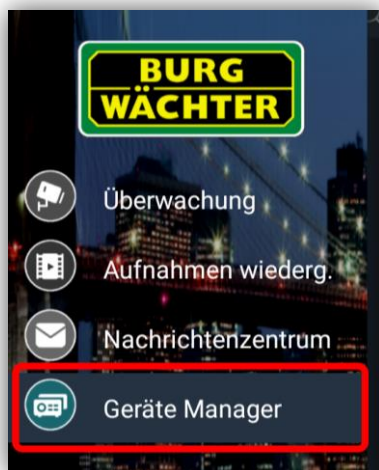 BURG
WÄCHTER
Überwachung
Aufnahmen wiederg.
Nachrichtenzentrum
Geräte Manager